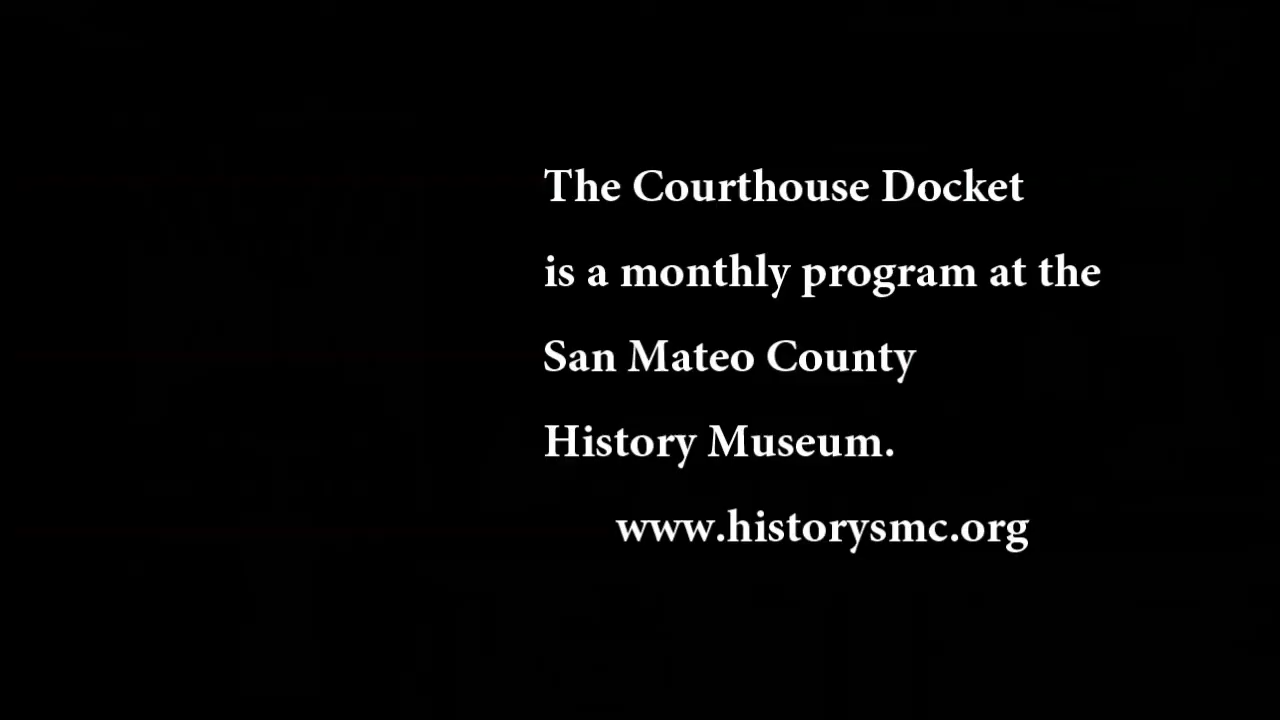 The Courthouse Docket
is a monthly program at the
San Mateo County
History Museum.
www.historysmc.org